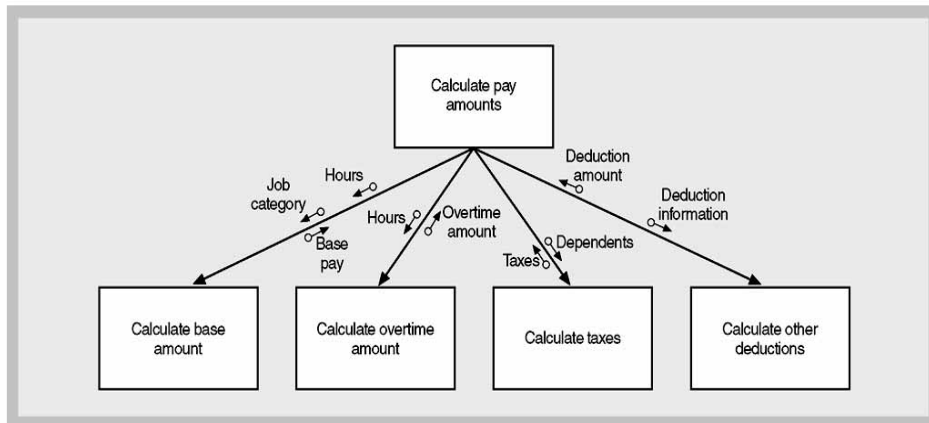 Calculate pay
amounts
Deduction
amount
Hours
Job
category
Deduction
information
Hours
Overtime
amount
Base
pay
Dependents
Taxes
Calculate base
amount
Calculate overtime
amount
Calculate taxes
Calculate other
deductions